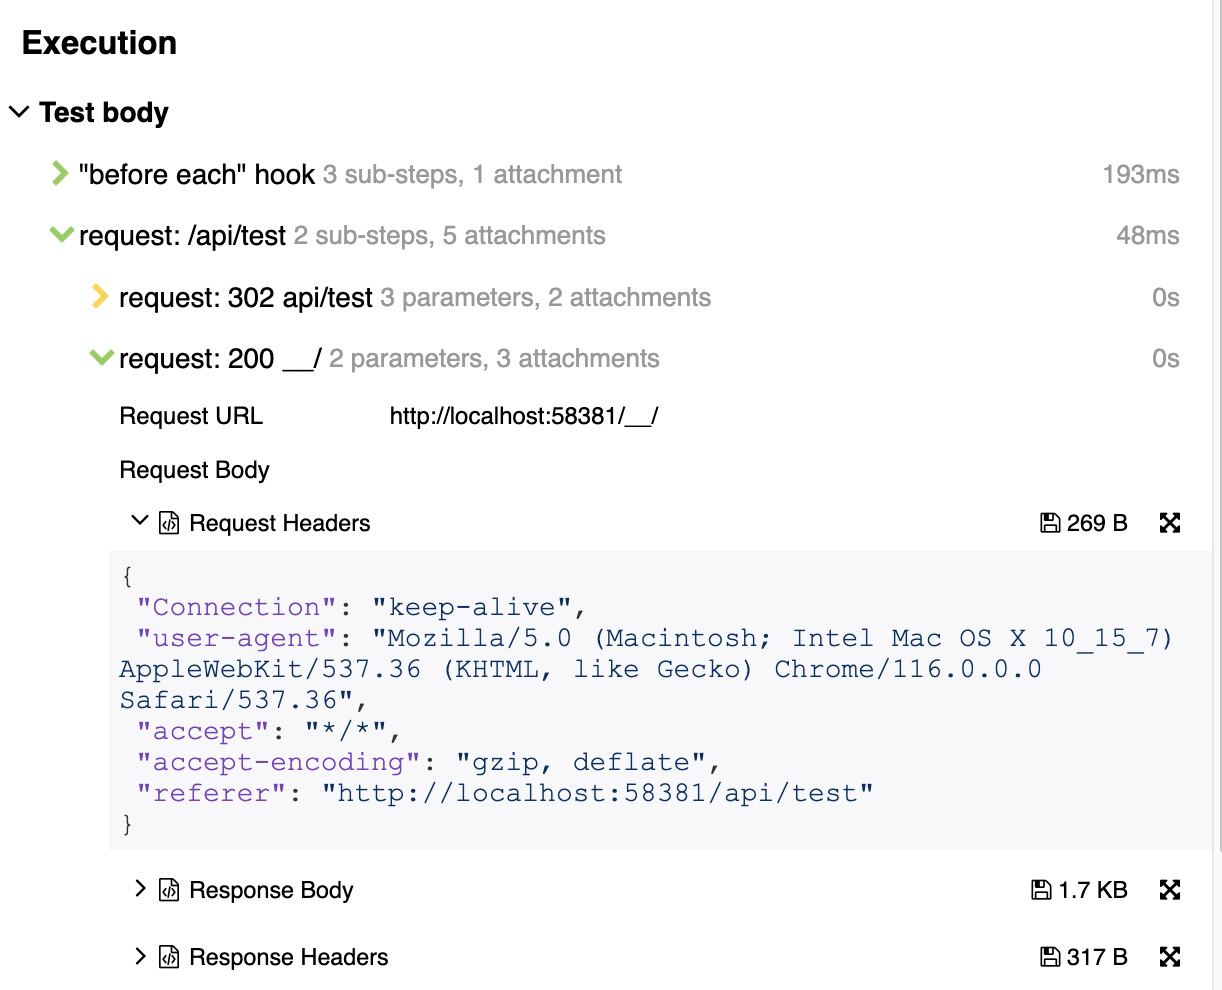 Execution
Test body
"before each" hook 3 sub-steps, 1 attachment 193ms
request: /api/test 2 sub-steps, 5 attachments 48ms
request: 302 api/test 3 parameters, 2 attachments 0s
request: 200 __/ 2 parameters, 3 attachments 0s
Request URL http://localhost:58381/__/
Request Body
Request Headers 269 B
{
"Connection": "keep-alive",
"user-agent": "Mozilla/5.0 (Macintosh; Intel Mac OS X 10_15_7)
AppleWebKit/537.36 (KHTML, like Gecko) Chrome/116.0.0.0
Safari/537.36",
"accept": "*/*",
"accept-encoding": "gzip, deflate",
"referer": "http://localhost:58381/api/test"
}
Response Body 1.7 KB
Response Headers 317 B